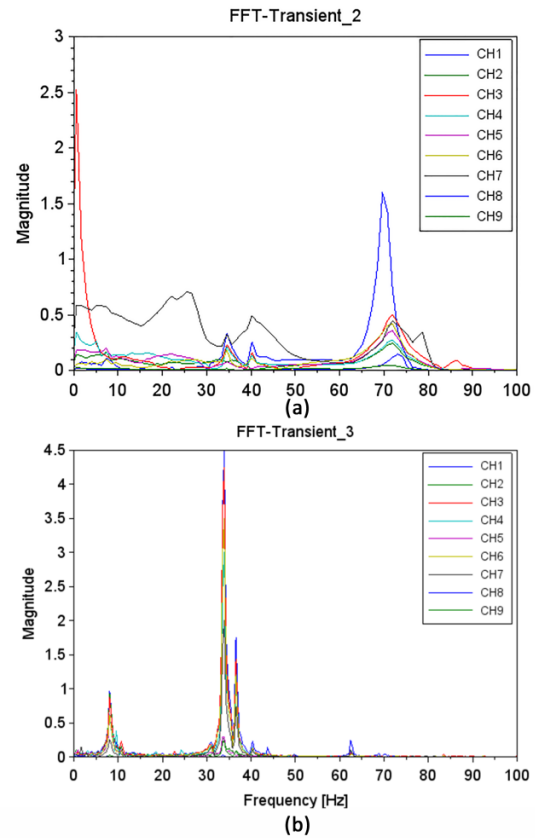 FFT-Transient_2
3
2.5
2
1.5
1
0.5
0
Magnitude
CH1
CH2
CH3
CH4
CH5
CH6
CH7
CH8
CH9
0 10 20 30 40 50 60 70 80 90 100
(a)
FFT-Transient_3
4.5
4
3.5
3
2.5
2
1.5
1
0.5
0
Magnitude
CH1
CH2
CH3
CH4
CH5
CH6
CH7
CH8
CH9
0 10 20 30 40 50 60 70 80 90 100
Frequency [Hz]
(b)